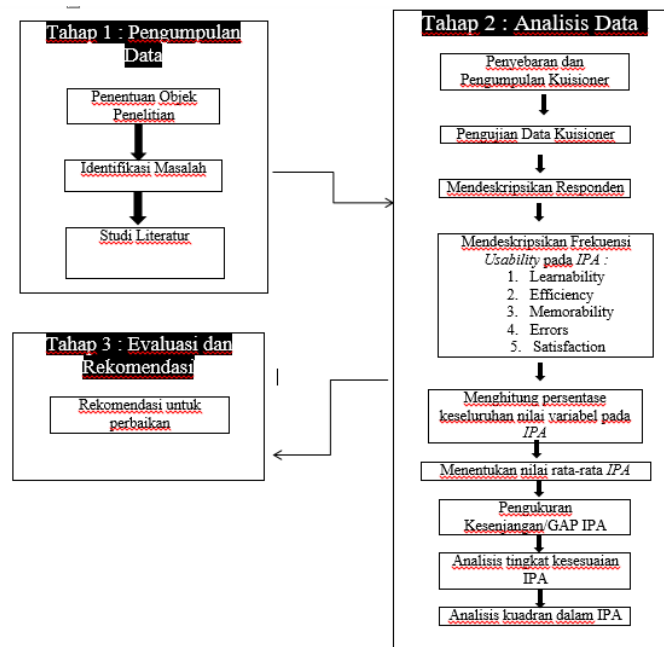 Tahap 1 : Pengumpulan
Data
Penentuan Objek
Penelitian
Identifikasi Masalah
Studi Literatur
Tahap 2 : Analisis Data
Penyebaran dan
Pengumpulan Kuisioner
Pengujian Data Kuisioner
Mendeskripsikan Responden
Mendeskripsikan Frekuensi
Usability pada IPA :
1. Learnability
2. Efficiency
3. Memorability
4. Errors
5. Satisfaction
Menghitung persentase
keseluruhan nilai variabel pada
IPA
Menentukan nilai rata-rata IPA
Pengukuran
Kesenjangan/GAP IPA
Analisis tingkat kesesuaian
IPA
Analisis kuadran dalam IPA
Tahap 3 : Evaluasi dan
Rekomendasi
Rekomendasi untuk
perbaikan